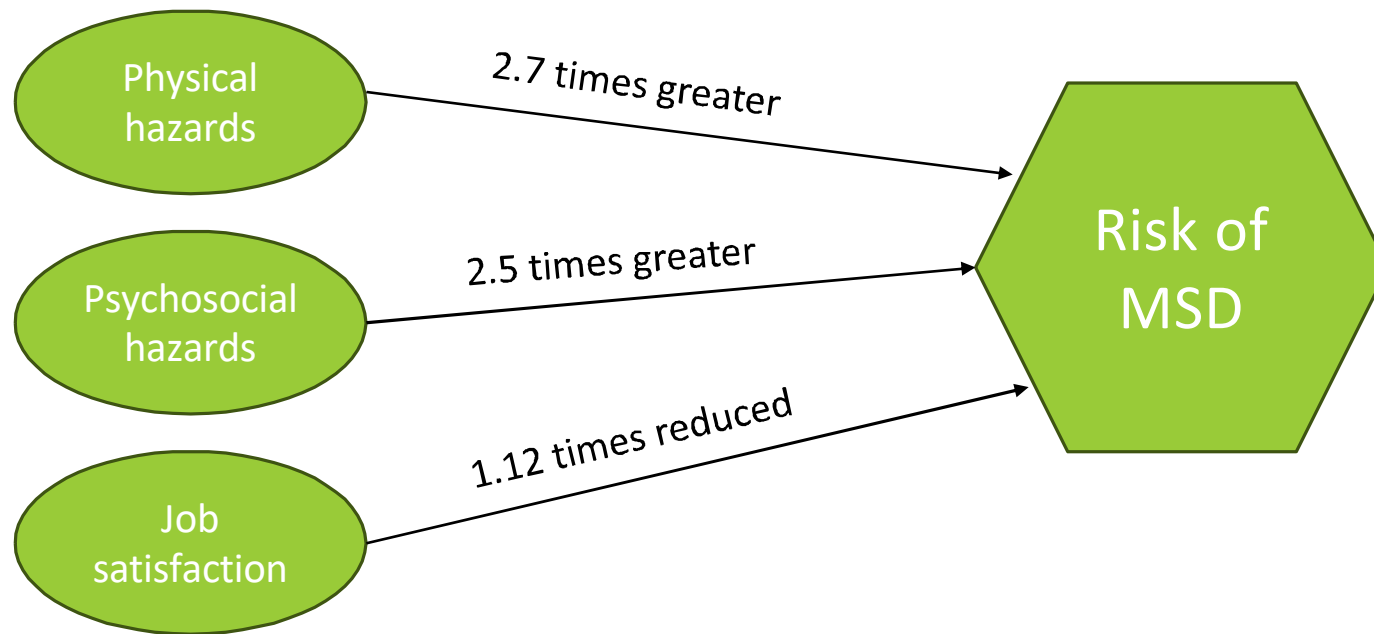 Physical
hazards
2.7 times greater
Psychosocial
hazards
2.5 times greater
Job
satisfaction
1.12 times reduced
Risk of
MSD